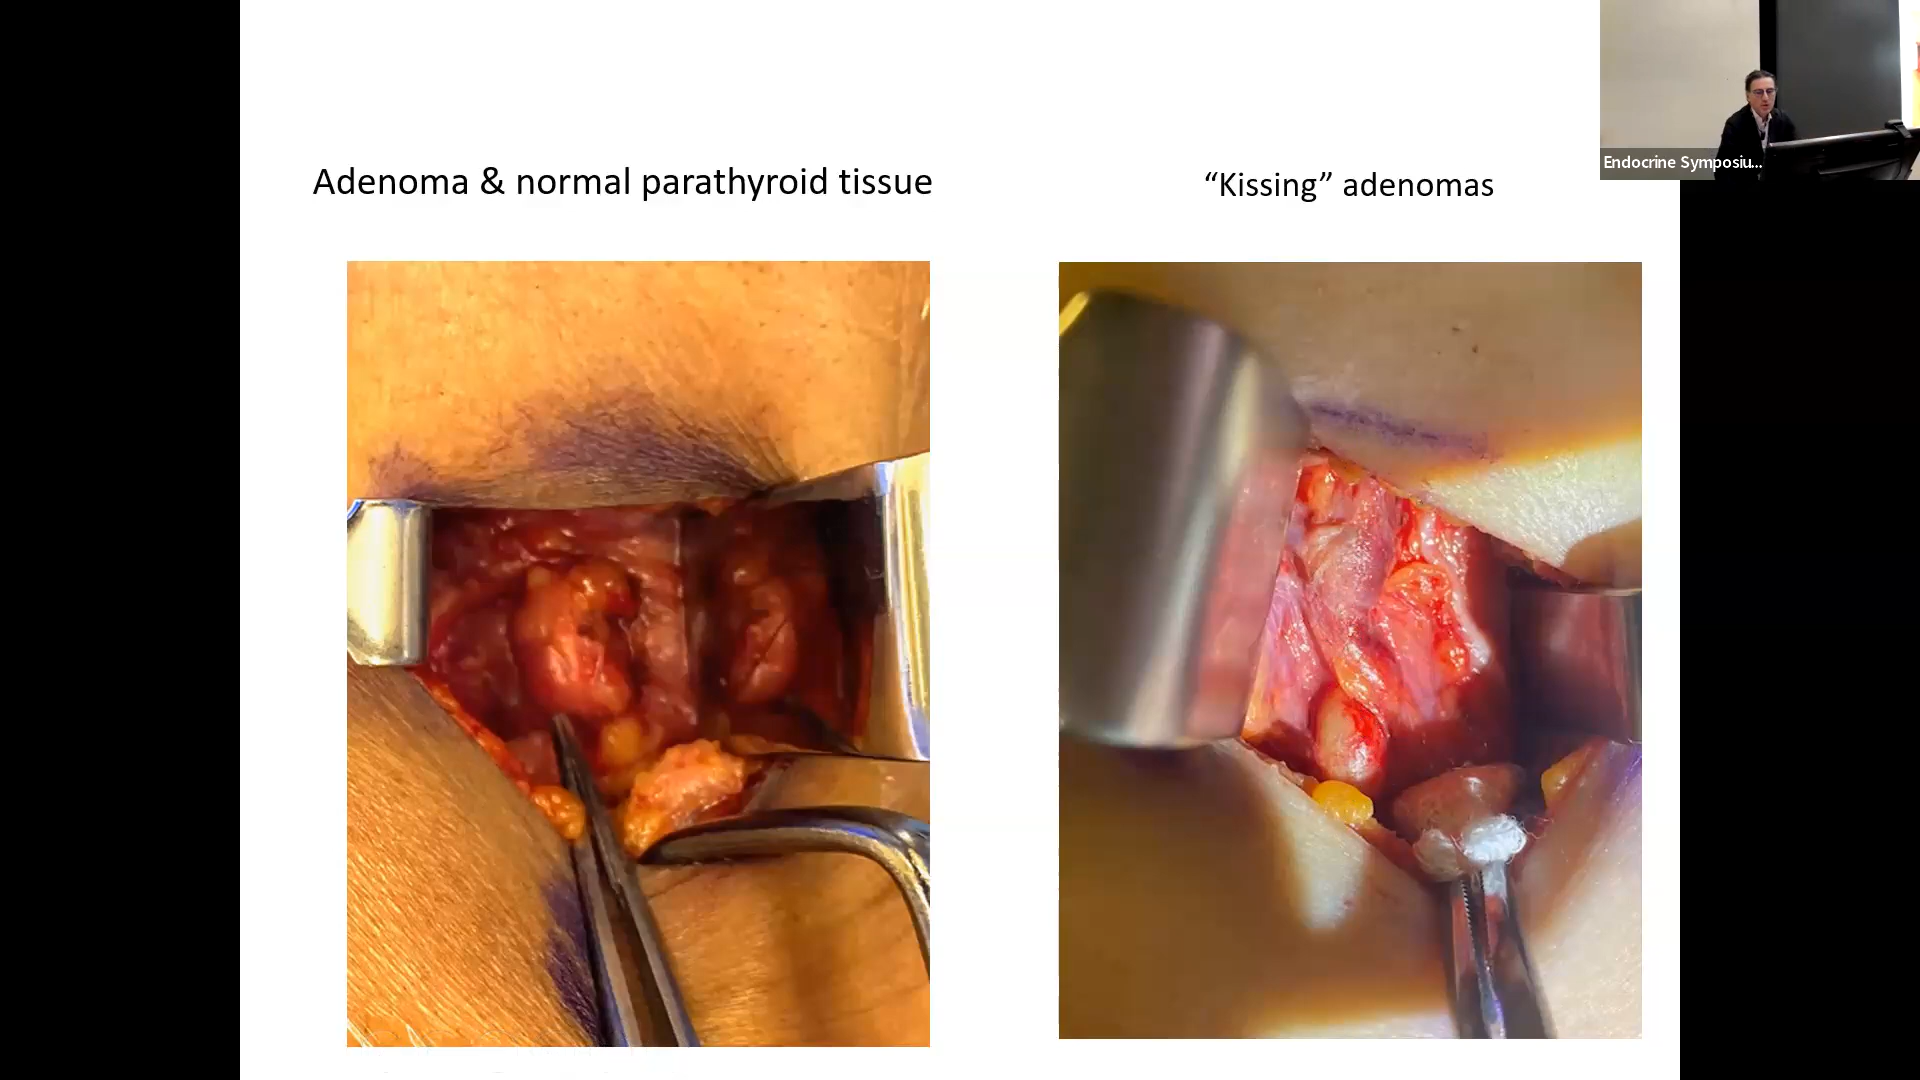 Adenoma & normal parathyroid tissue
“Kissing” adenomas
Endocrine Symposiu...